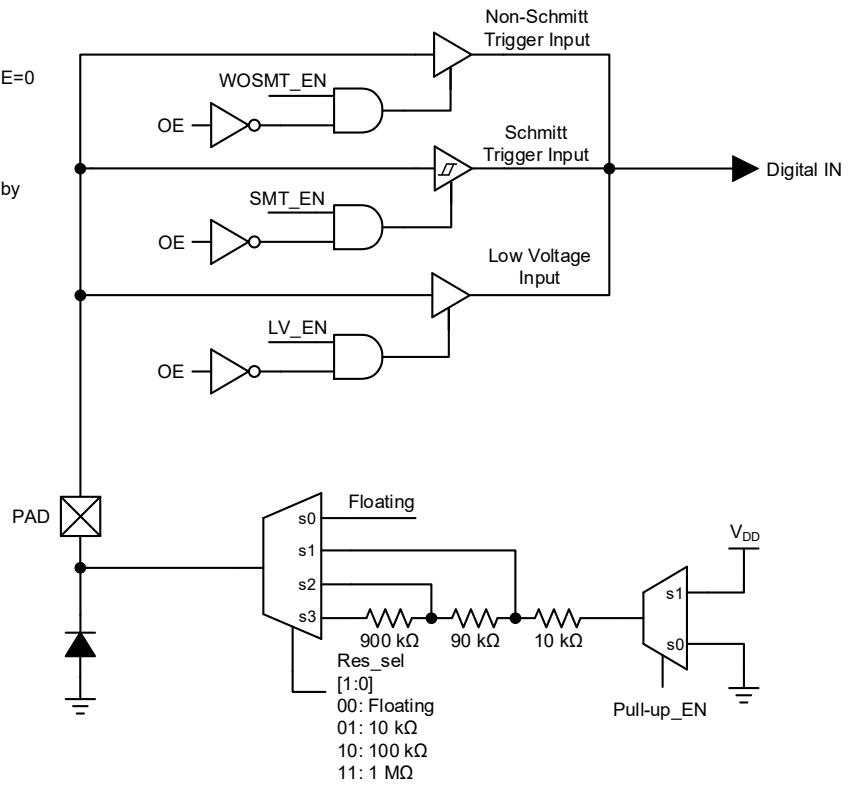 Non-Schmitt
Trigger Input
E=0
WOSMT_EN
OE
Schmitt
Trigger Input
Digital IN
by
SMT_EN
OE
Low Voltage
Input
LV_EN
OE
PAD
Floating
s0
s1
s2
s3
900 kΩ
90 kΩ
10 kΩ
VDD
s1
s0
Pull-up_EN
Res_sel
[1:0]
00: Floating
01: 10 kΩ
10: 100 kΩ
11: 1 MΩ